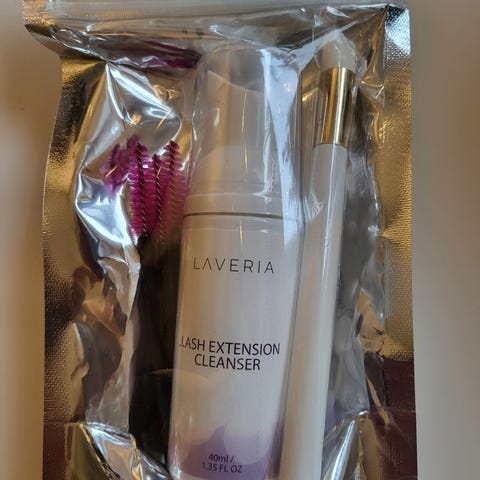 LAVERIA
LASH EXTENSION
CLEANSER
40ml/
1.35 FL OZ